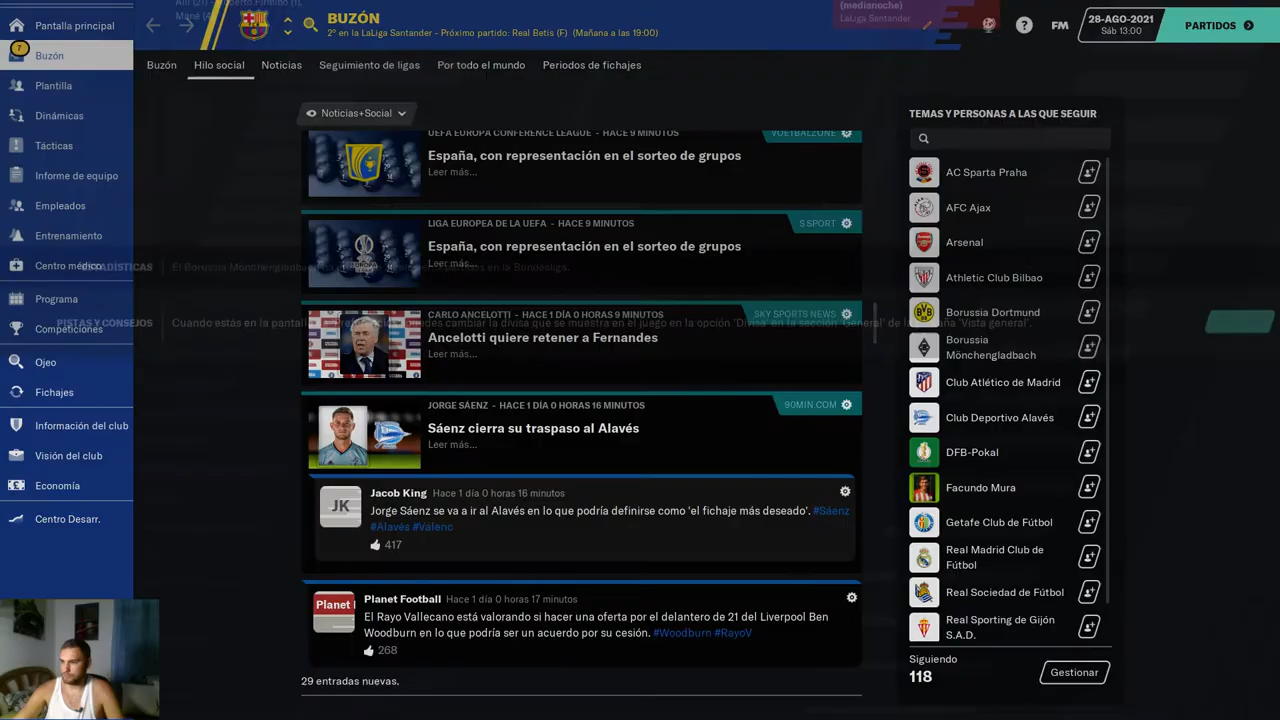 Pantalla principal
Buzón
7
Plantilla
Dinámicas
Tácticas
Informe de equipo
Empleados
Entrenamiento
Centro médico
Programa
Competiciones
Ojeo
Fichajes
Información del club
Visión del club
Economía
Centro Desarr.
BUZÓN
2º en la LaLiga Santander - Próximo partido: Real Betis (F) (Mañana a las 19:00)
(medianoche)
LaLiga Santander
FM
28-AGO-2021
Sáb 13:00
PARTIDOS
Buzón
Hilo social
Noticias
Seguimiento de ligas
Por todo el mundo
Periodos de fichajes
Noticias+Social
UEFA EUROPA CONFERENCE LEAGUE - HACE 9 MINUTOS
VOETBALZONE
España, con representación en el sorteo de grupos
Leer más...
LIGA EUROPEA DE LA UEFA - HACE 9 MINUTOS
S SPORT
España, con representación en el sorteo de grupos
Leer más...
CARLO ANCELOTTI - HACE 1 DÍA 0 HORAS 9 MINUTOS
SKY SPORTS NEWS
Ancelotti quiere retener a Fernandes
Leer más...
JORGE SÁENZ - HACE 1 DÍA 0 HORAS 16 MINUTOS
90MIN.COM
Sáenz cierra su traspaso al Alavés
Leer más...
JK
Jacob King Hace 1 día 0 horas 16 minutos
Jorge Sáenz se va a ir al Alavés en lo que podría definirse como 'el fichaje más deseado'. #Sáenz
#Alavés #Valenc
417
Planet
Planet Football Hace 1 día 0 horas 17 minutos
El Rayo Vallecano está valorando si hacer una oferta por el delantero de 21 del Liverpool Ben
Woodburn en lo que podría ser un acuerdo por su cesión. #Woodburn #RayoV
268
29 entradas nuevas.
TEMAS Y PERSONAS A LAS QUE SEGUIR
AC Sparta Praha
AFC Ajax
Arsenal
Athletic Club Bilbao
Borussia Dortmund
Borussia
Mönchengladbach
Club Atlético de Madrid
Club Deportivo Alavés
DFB-Pokal
Facundo Mura
Getafe Club de Fútbol
Real Madrid Club de
Fútbol
Real Sociedad de Fútbol
Real Sporting de Gijón
S.A.D.
Siguiendo
118
Gestionar
PISTAS Y CONSEJOS